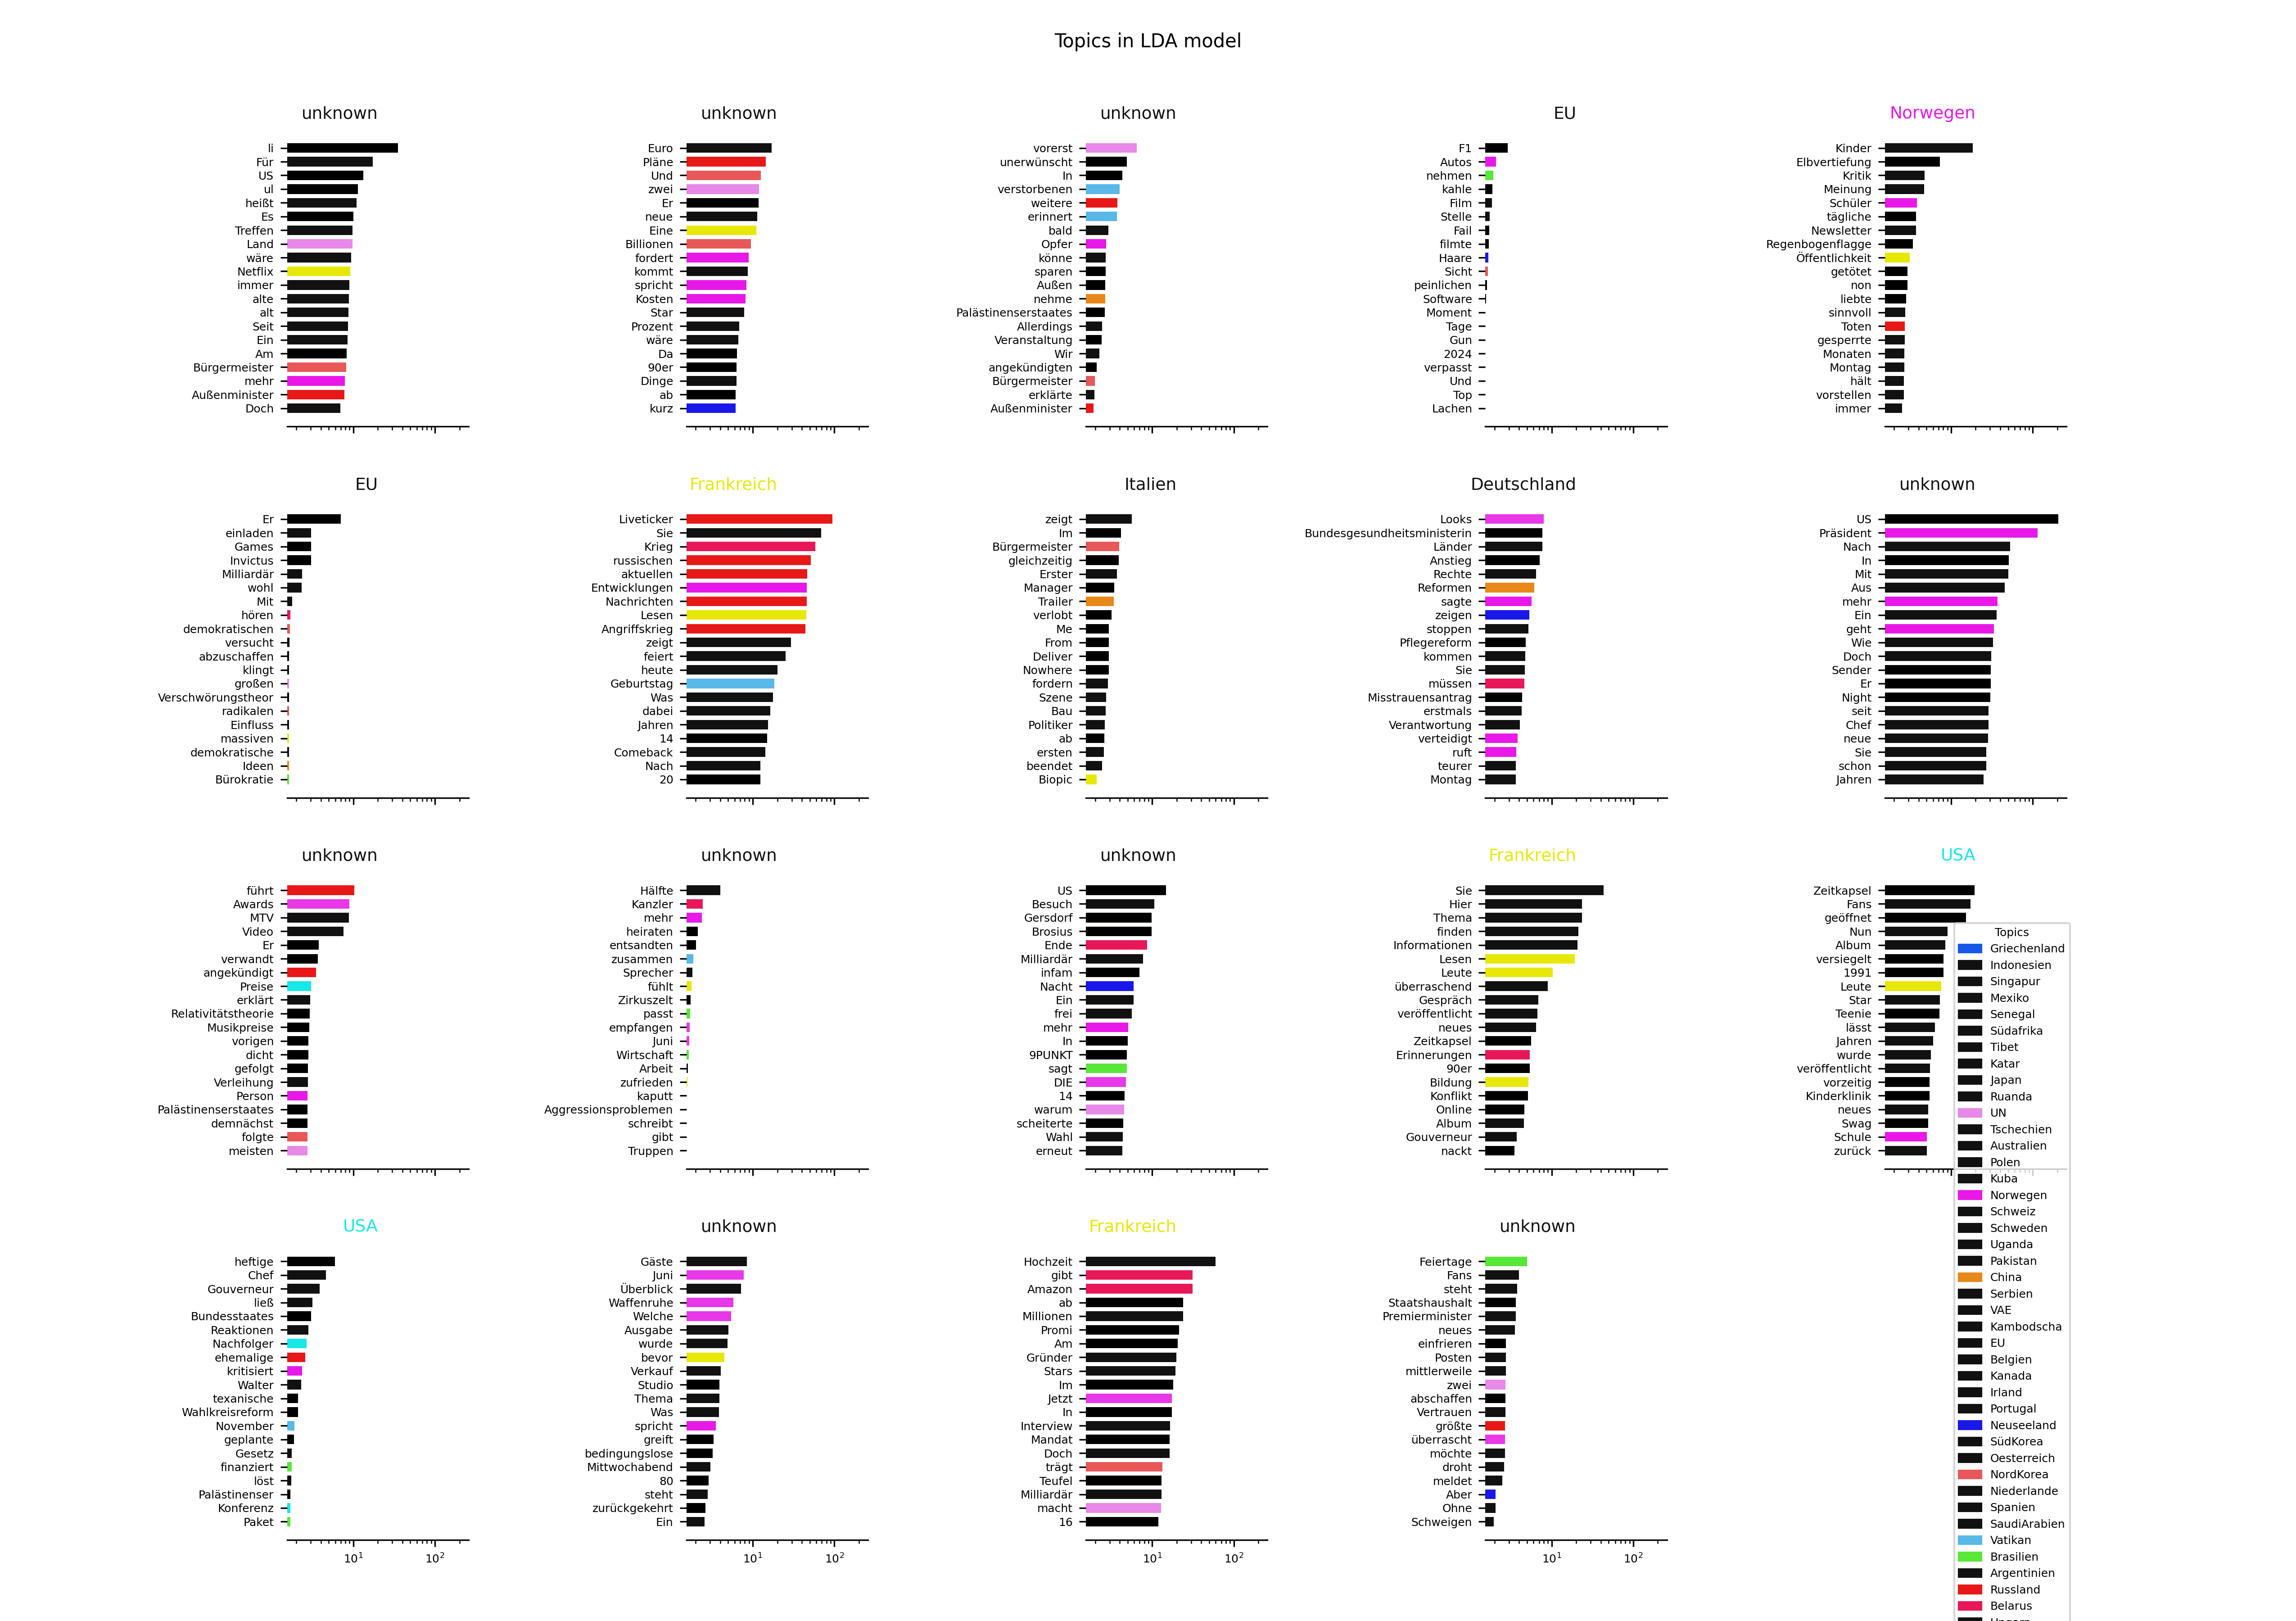 Topics in LDA model
unknown
li
Für
US
ul
heißt
Es
Treffen
Land
wäre
Netflix
immer
alte
alt
Seit
Ein
Am
Bürgermeister
mehr
Außenminister
Doch
unknown
Euro
Pläne
Und
zwei
Er
neue
Eine
Billionen
fordert
kommt
spricht
Kosten
Star
Prozent
wäre
Da
90er
Dinge
ab
kurz
unknown
vorerst
unerwünscht
In
verstorbenen
weitere
erinnert
bald
Opfer
könne
sparen
Außen
nehme
Palästinenserstaates
Allerdings
Veranstaltung
Wir
angekündigten
Bürgermeister
erklärte
Außenminister
EU
F1
Autos
nehmen
kahle
Film
Stelle
Fail
filmte
Haare
Sicht
peinlichen
Software
Moment
Tage
Gun
2024
verpasst
Und
Top
Lachen
Norwegen
Kinder
Elbvertiefung
Kritik
Meinung
Schüler
tägliche
Newsletter
Regenbogenflagge
Öffentlichkeit
getötet
non
liebte
sinnvoll
Toten
gesperrte
Monaten
Montag
hält
vorstellen
immer
EU
Er
einladen
Games
Invictus
Milliardär
wohl
Mit
hören
demokratischen
versucht
abzuschaffen
klingt
großen
Verschwörungstheor
radikalen
Einfluss
massiven
demokratische
Ideen
Bürokratie
Frankreich
Liveticker
Sie
Krieg
russischen
aktuellen
Entwicklungen
Nachrichten
Lesen
Angriffskrieg
zeigt
feiert
heute
Geburtstag
Was
dabei
Jahren
14
Comeback
Nach
20
Italien
zeigt
Im
Bürgermeister
gleichzeitig
Erster
Manager
Trailer
verlobt
Me
From
Deliver
Nowhere
fordern
Szene
Bau
Politiker
ab
ersten
beendet
Biopic
Deutschland
Looks
Bundesgesundheitsministerin
Länder
Anstieg
Rechte
Reformen
sagte
zeigen
stoppen
Pflegereform
kommen
Sie
müssen
Misstrauensantrag
erstmals
Verantwortung
verteidigt
ruft
teurer
Montag
unknown
US
Präsident
Nach
In
Mit
Aus
mehr
Ein
geht
Wie
Doch
Sender
Er
Night
seit
Chef
neue
Sie
schon
Jahren
unknown
führt
Awards
MTV
Video
Er
verwandt
angekündigt
Preise
erklärt
Relativitätstheorie
Musikpreise
vorigen
dicht
gefolgt
Verleihung
Person
Palästinenserstaates
demnächst
folgte
meisten
unknown
Hälfte
Kanzler
mehr
heiraten
entsandten
zusammen
Sprecher
fühlt
Zirkuszelt
passt
empfangen
Juni
Wirtschaft
Arbeit
zufrieden
kaputt
Aggressionsproblemen
schreibt
gibt
Truppen
unknown
US
Besuch
Gersdorf
Brosius
Ende
Milliardär
infam
Nacht
Ein
frei
mehr
In
9PUNKT
sagt
DIE
14
warum
scheiterte
Wahl
erneut
Frankreich
Sie
Hier
Thema
finden
Informationen
Lesen
Leute
überraschend
Gespräch
veröffentlicht
neues
Zeitkapsel
Erinnerungen
90er
Bildung
Konflikt
Online
Album
Gouverneur
nackt
USA
Zeitkapsel
Fans
geöffnet
Nun
Album
versiegelt
1991
Leute
Star
Teenie
lässt
Jahren
wurde
veröffentlicht
vorzeitig
Kinderklinik
neues
Swag
Schule
zurück
USA
heftige
Chef
Gouverneur
ließ
Bundesstaates
Reaktionen
Nachfolger
ehemalige
kritisiert
Walter
texanische
Wahlkreisreform
November
geplante
Gesetz
finanziert
löst
Palästinenser
Konferenz
Paket
10¹ 10²
unknown
Gäste
Juni
Überblick
Waffenruhe
Welche
Ausgabe
wurde
bevor
Verkauf
Studio
Thema
Was
spricht
greift
bedingungslose
Mittwochabend
80
steht
zurückgekehrt
Ein
10¹ 10²
Frankreich
Hochzeit
gibt
Amazon
ab
Millionen
Promi
Am
Gründer
Stars
Im
Jetzt
In
Interview
Mandat
Doch
trägt
Teufel
Milliardär
macht
16
10¹ 10²
unknown
Feiertage
Fans
steht
Staatshaushalt
Premierminister
neues
einfrieren
Posten
mittlerweile
zwei
abschaffen
Vertrauen
größte
überrascht
möchte
droht
meldet
Aber
Ohne
Schweigen
10¹ 10²
Topics
Griechenland
Indonesien
Singapur
Mexiko
Senegal
Südafrika
Tibet
Katar
Japan
Ruanda
UN
Tschechien
Australien
Polen
Kuba
Norwegen
Schweiz
Schweden
Uganda
Pakistan
China
Serbien
VAE
Kambodscha
EU
Belgien
Kanada
Irland
Portugal
Neuseeland
SüdKorea
Oesterreich
NordKorea
Niederlande
Spanien
SaudiArabien
Vatikan
Brasilien
Argentinien
Russland
Belarus